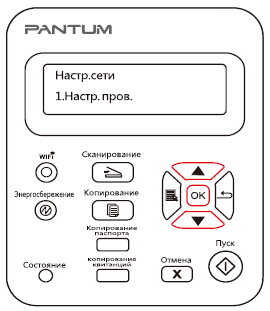 PANTUM
Настр.сети
1.Настр. пров.
WiFi
Сканирование
Энергосбережение
Копирование
OK
Копирование
паспорта
Пуск
копирование
квитанций
Состояние
Отмена
X